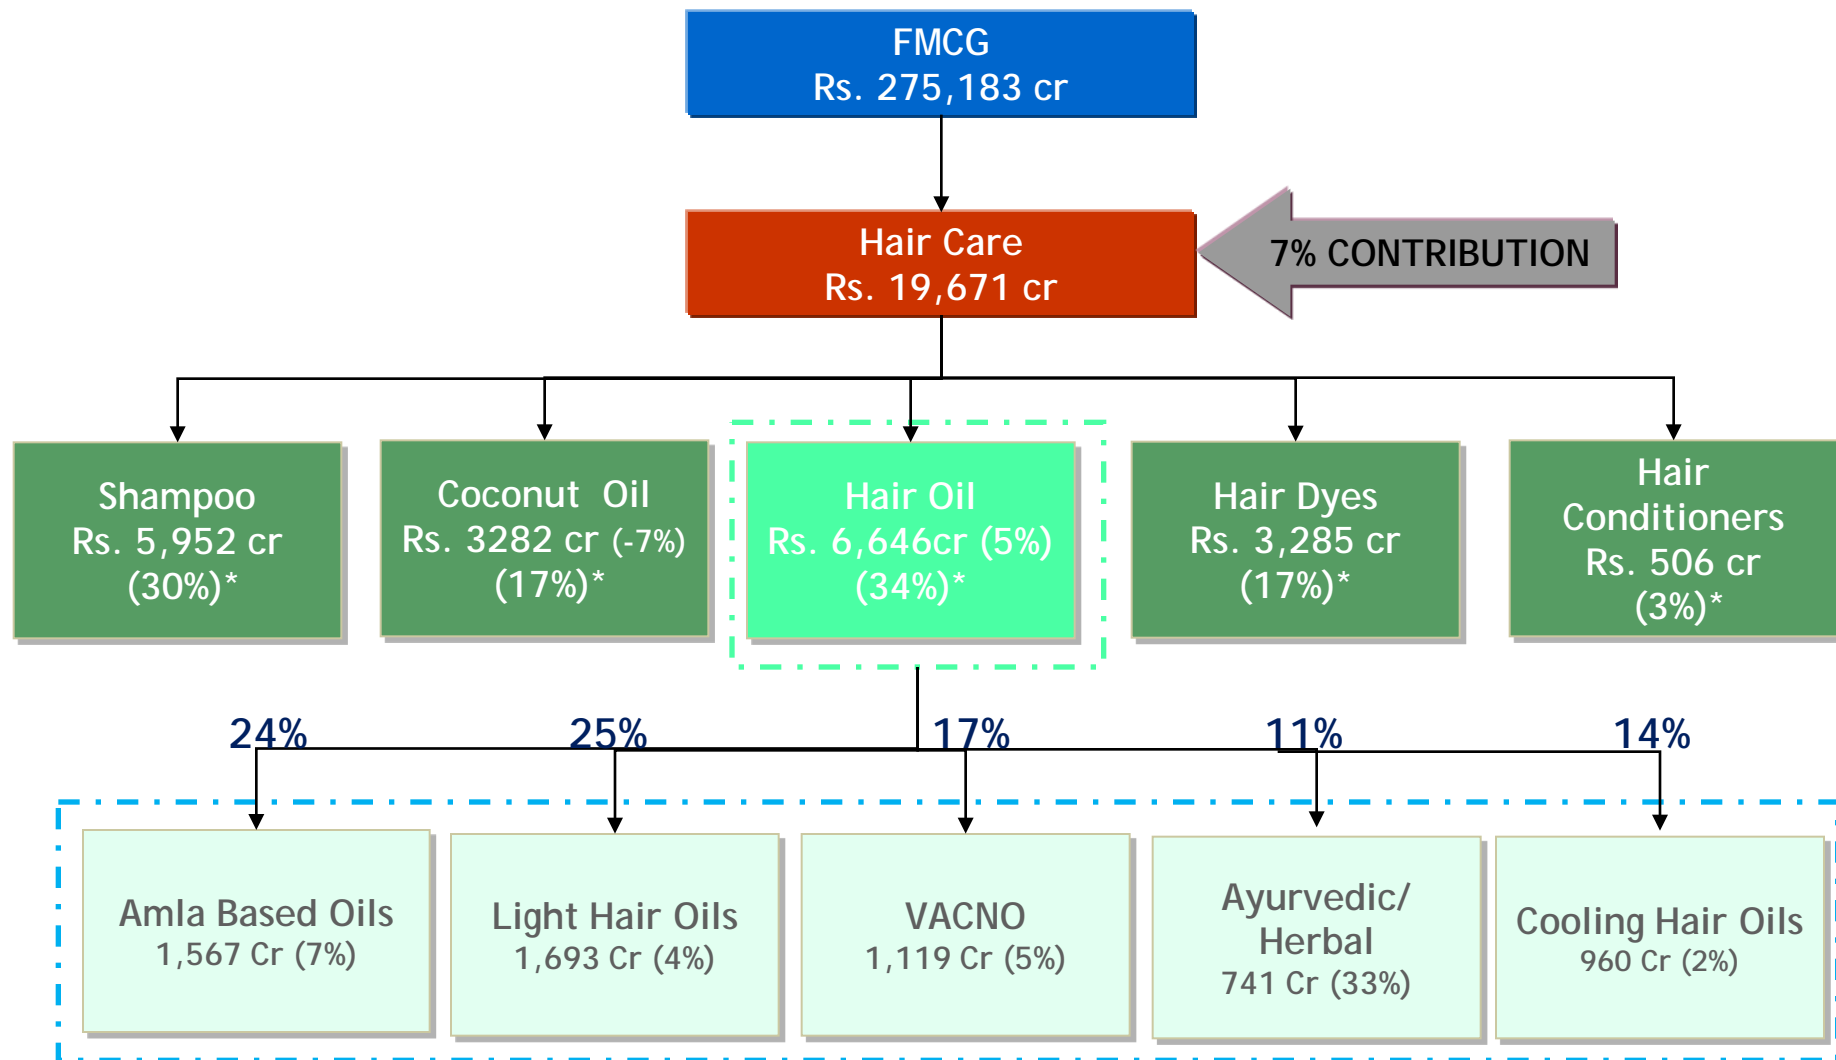 FMCG
Rs. 275,183 cr
Hair Care
Rs. 19,671 cr
7% CONTRIBUTION
Shampoo
Rs. 5,952 cr
(30%)*
Coconut Oil
Rs. 3282 cr (-7%)
(17%)*
Hair Oil
Rs. 6,646cr (5%)
(34%)*
Hair Dyes
Rs. 3,285 cr
(17%)*
Hair
Conditioners
Rs. 506 cr
(3%)*
24%
25%
17%
11%
14%
Amla Based Oils
1,567 Cr (7%)
Light Hair Oils
1,693 Cr (4%)
VACNO
1,119 Cr (5%)
Ayurvedic/
Herbal
741 Cr (33%)
Cooling Hair Oils
960 Cr (2%)